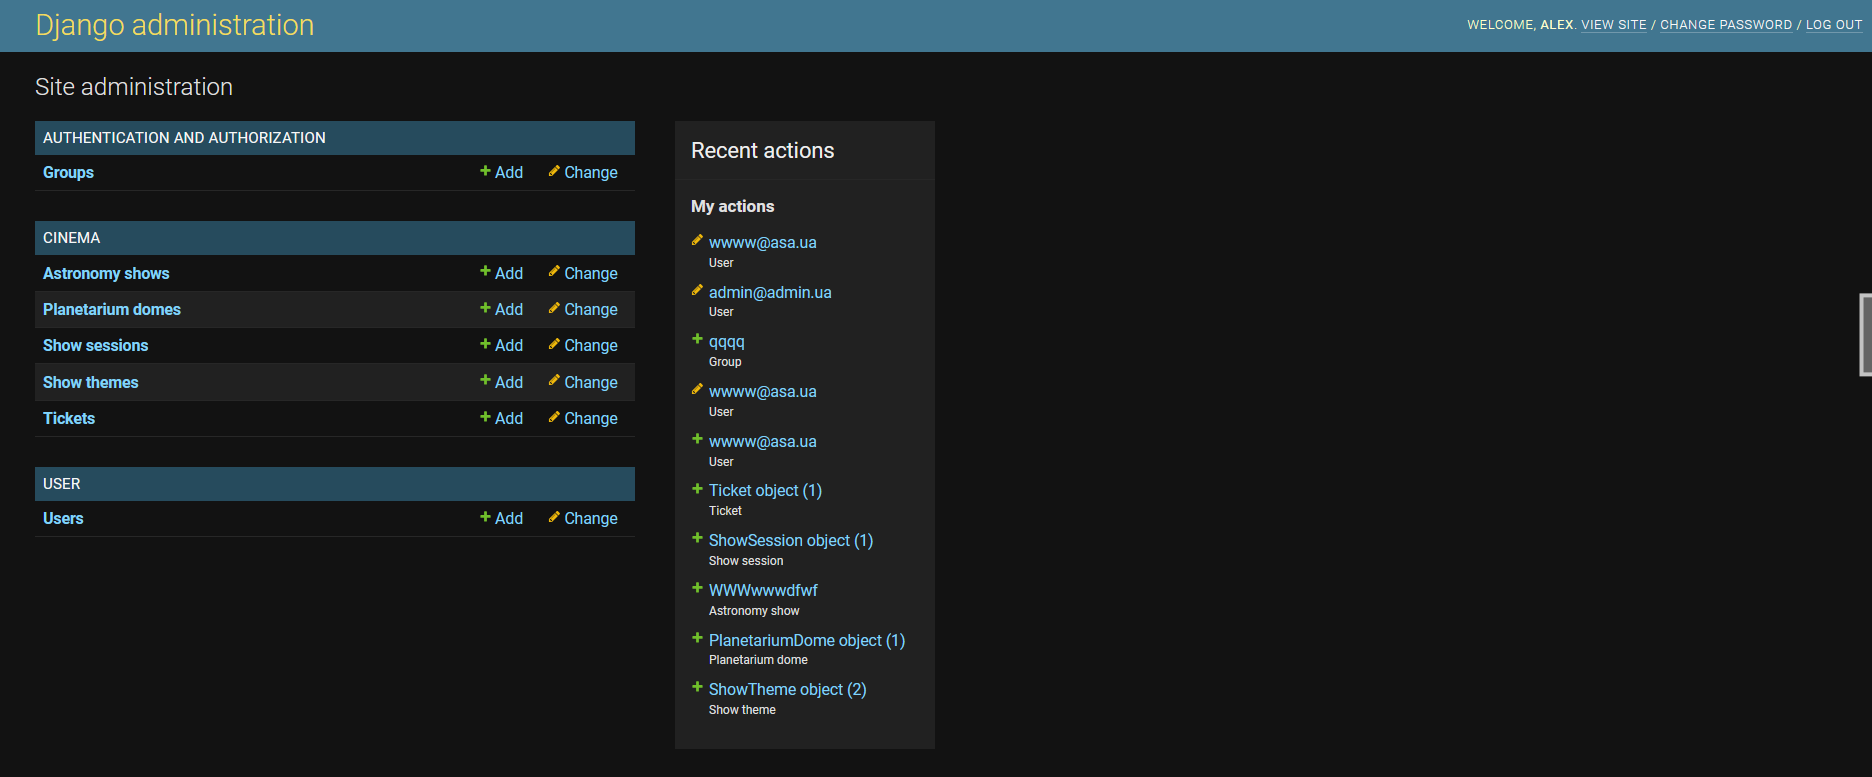 Django administration
WELCOME, ALEX. VIEW SITE / CHANGE PASSWORD / LOG OUT
Site administration
AUTHENTICATION AND AUTHORIZATION
Groups Add Change
CINEMA
Astronomy shows Add Change
Planetarium domes Add Change
Show sessions Add Change
Show themes Add Change
Tickets Add Change
USER
Users Add Change
Recent actions
My actions
wwww@asa.ua
User
admin@admin.ua
User
qqqq
Group
wwww@asa.ua
User
wwww@asa.ua
User
Ticket object (1)
Ticket
ShowSession object (1)
Show session
WWWwwwdfwf
Astronomy show
PlanetariumDome object (1)
Planetarium dome
ShowTheme object (2)
Show theme